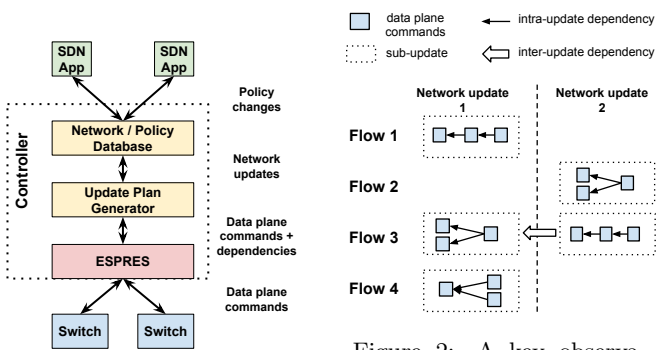 SDN
App
SDN
App
Policy
changes
Controller
Network / Policy
Database
Network
updates
Update Plan
Generator
Data plane
commands +
dependencies
ESPRES
Data plane
commands
Switch
Switch
data plane
commands
intra-update dependency
sub-update
inter-update dependency
Network update
1
Network update
2
Flow 1
Flow 2
Flow 3
Flow 4